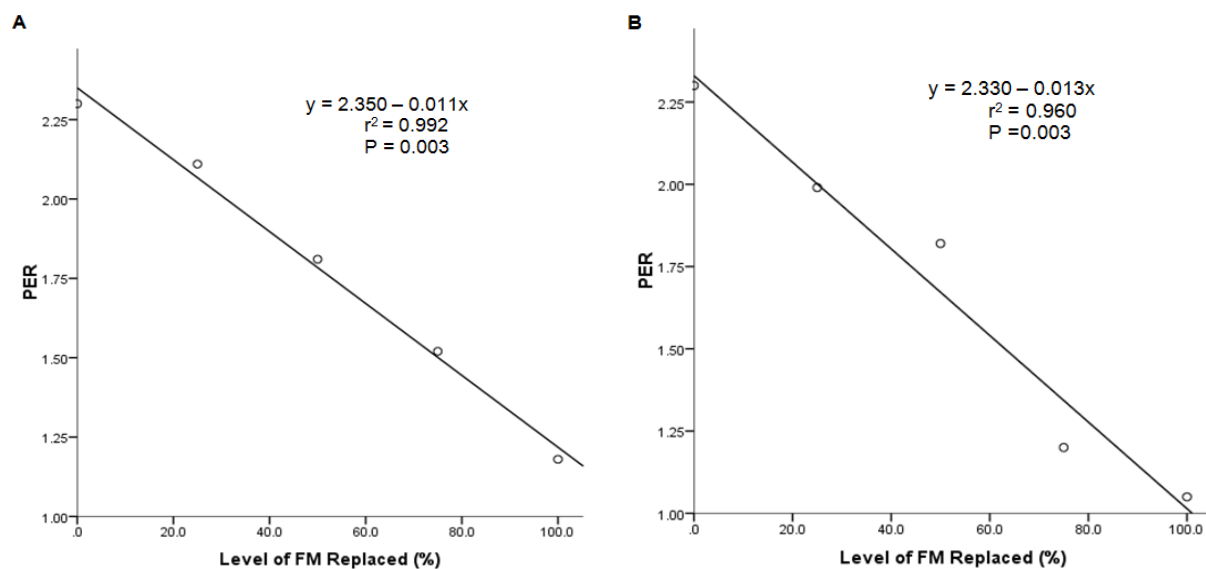 A
y = 2.350 – 0.011x
r² = 0.992
P = 0.003
PER
2.25
2.00
1.75
1.50
1.25
1.00
.0 20.0 40.0 60.0 80.0 100.0
Level of FM Replaced (%)
B
y = 2.330 – 0.013x
r² = 0.960
P =0.003
PER
2.25
2.00
1.75
1.50
1.25
1.00
.0 20.0 40.0 60.0 80.0 100.0
Level of FM Replaced (%)